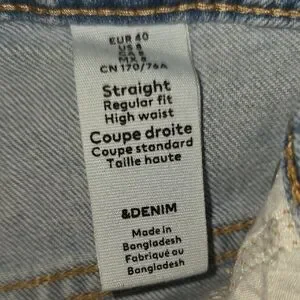 EUR 40
US 8
CA 8
MX 8
CN 170/76A
Straight
Regular fit
High waist
Coupe droite
Coupe standard
Taille haute
&DENIM
Made in
Bangladesh
Fabriqué au
Bangladesh